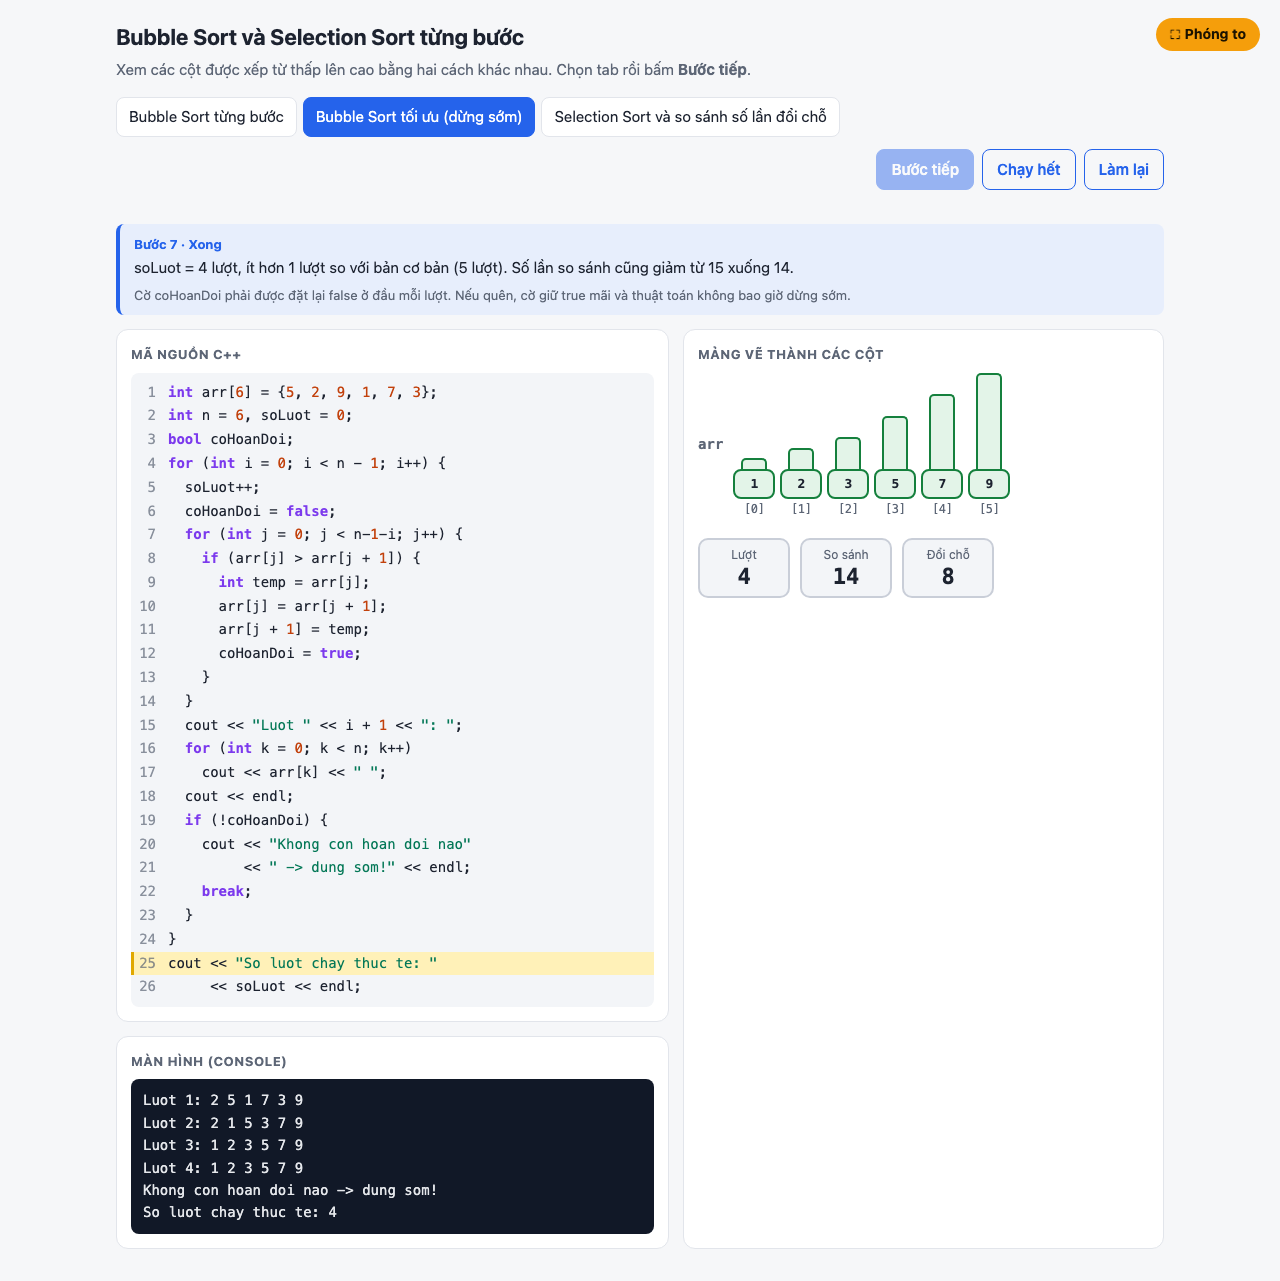 Bubble Sort và Selection Sort từng bước
⛶ Phóng to
Xem các cột được xếp từ thấp lên cao bằng hai cách khác nhau. Chọn tab rồi bấm Bước tiếp.
Bubble Sort từng bước
Bubble Sort tối ưu (dừng sớm)
Selection Sort và so sánh số lần đổi chỗ
Bước tiếp
Chạy hết
Làm lại
Bước 7 · Xong
soLuot = 4 lượt, ít hơn 1 lượt so với bản cơ bản (5 lượt). Số lần so sánh cũng giảm từ 15 xuống 14.
Cờ coHoanDoi phải được đặt lại false ở đầu mỗi lượt. Nếu quên, cờ giữ true mãi và thuật toán không bao giờ dừng sớm.
MÃ NGUỒN C++
1 int arr[6] = {5, 2, 9, 1, 7, 3};
2 int n = 6, soLuot = 0;
3 bool coHoanDoi;
4 for (int i = 0; i < n - 1; i++) {
5   soLuot++;
6   coHoanDoi = false;
7   for (int j = 0; j < n-1-i; j++) {
8     if (arr[j] > arr[j + 1]) {
9       int temp = arr[j];
10       arr[j] = arr[j + 1];
11       arr[j + 1] = temp;
12       coHoanDoi = true;
13     }
14   }
15   cout << "Luot " << i + 1 << ": ";
16   for (int k = 0; k < n; k++)
17     cout << arr[k] << " ";
18   cout << endl;
19   if (!coHoanDoi) {
20     cout << "Khong con hoan doi nao"
21          << " -> dung som!" << endl;
22     break;
23   }
24 }
25 cout << "So luot chay thuc te: "
26      << soLuot << endl;
MÀN HÌNH (CONSOLE)
Luot 1: 2 5 1 7 3 9
Luot 2: 2 1 5 3 7 9
Luot 3: 1 2 3 5 7 9
Luot 4: 1 2 3 5 7 9
Khong con hoan doi nao -> dung som!
So luot chay thuc te: 4
MẢNG VẼ THÀNH CÁC CỘT
arr
1 2 3 5 7 9
[0] [1] [2] [3] [4] [5]
Lượt
4
So sánh
14
Đổi chỗ
8